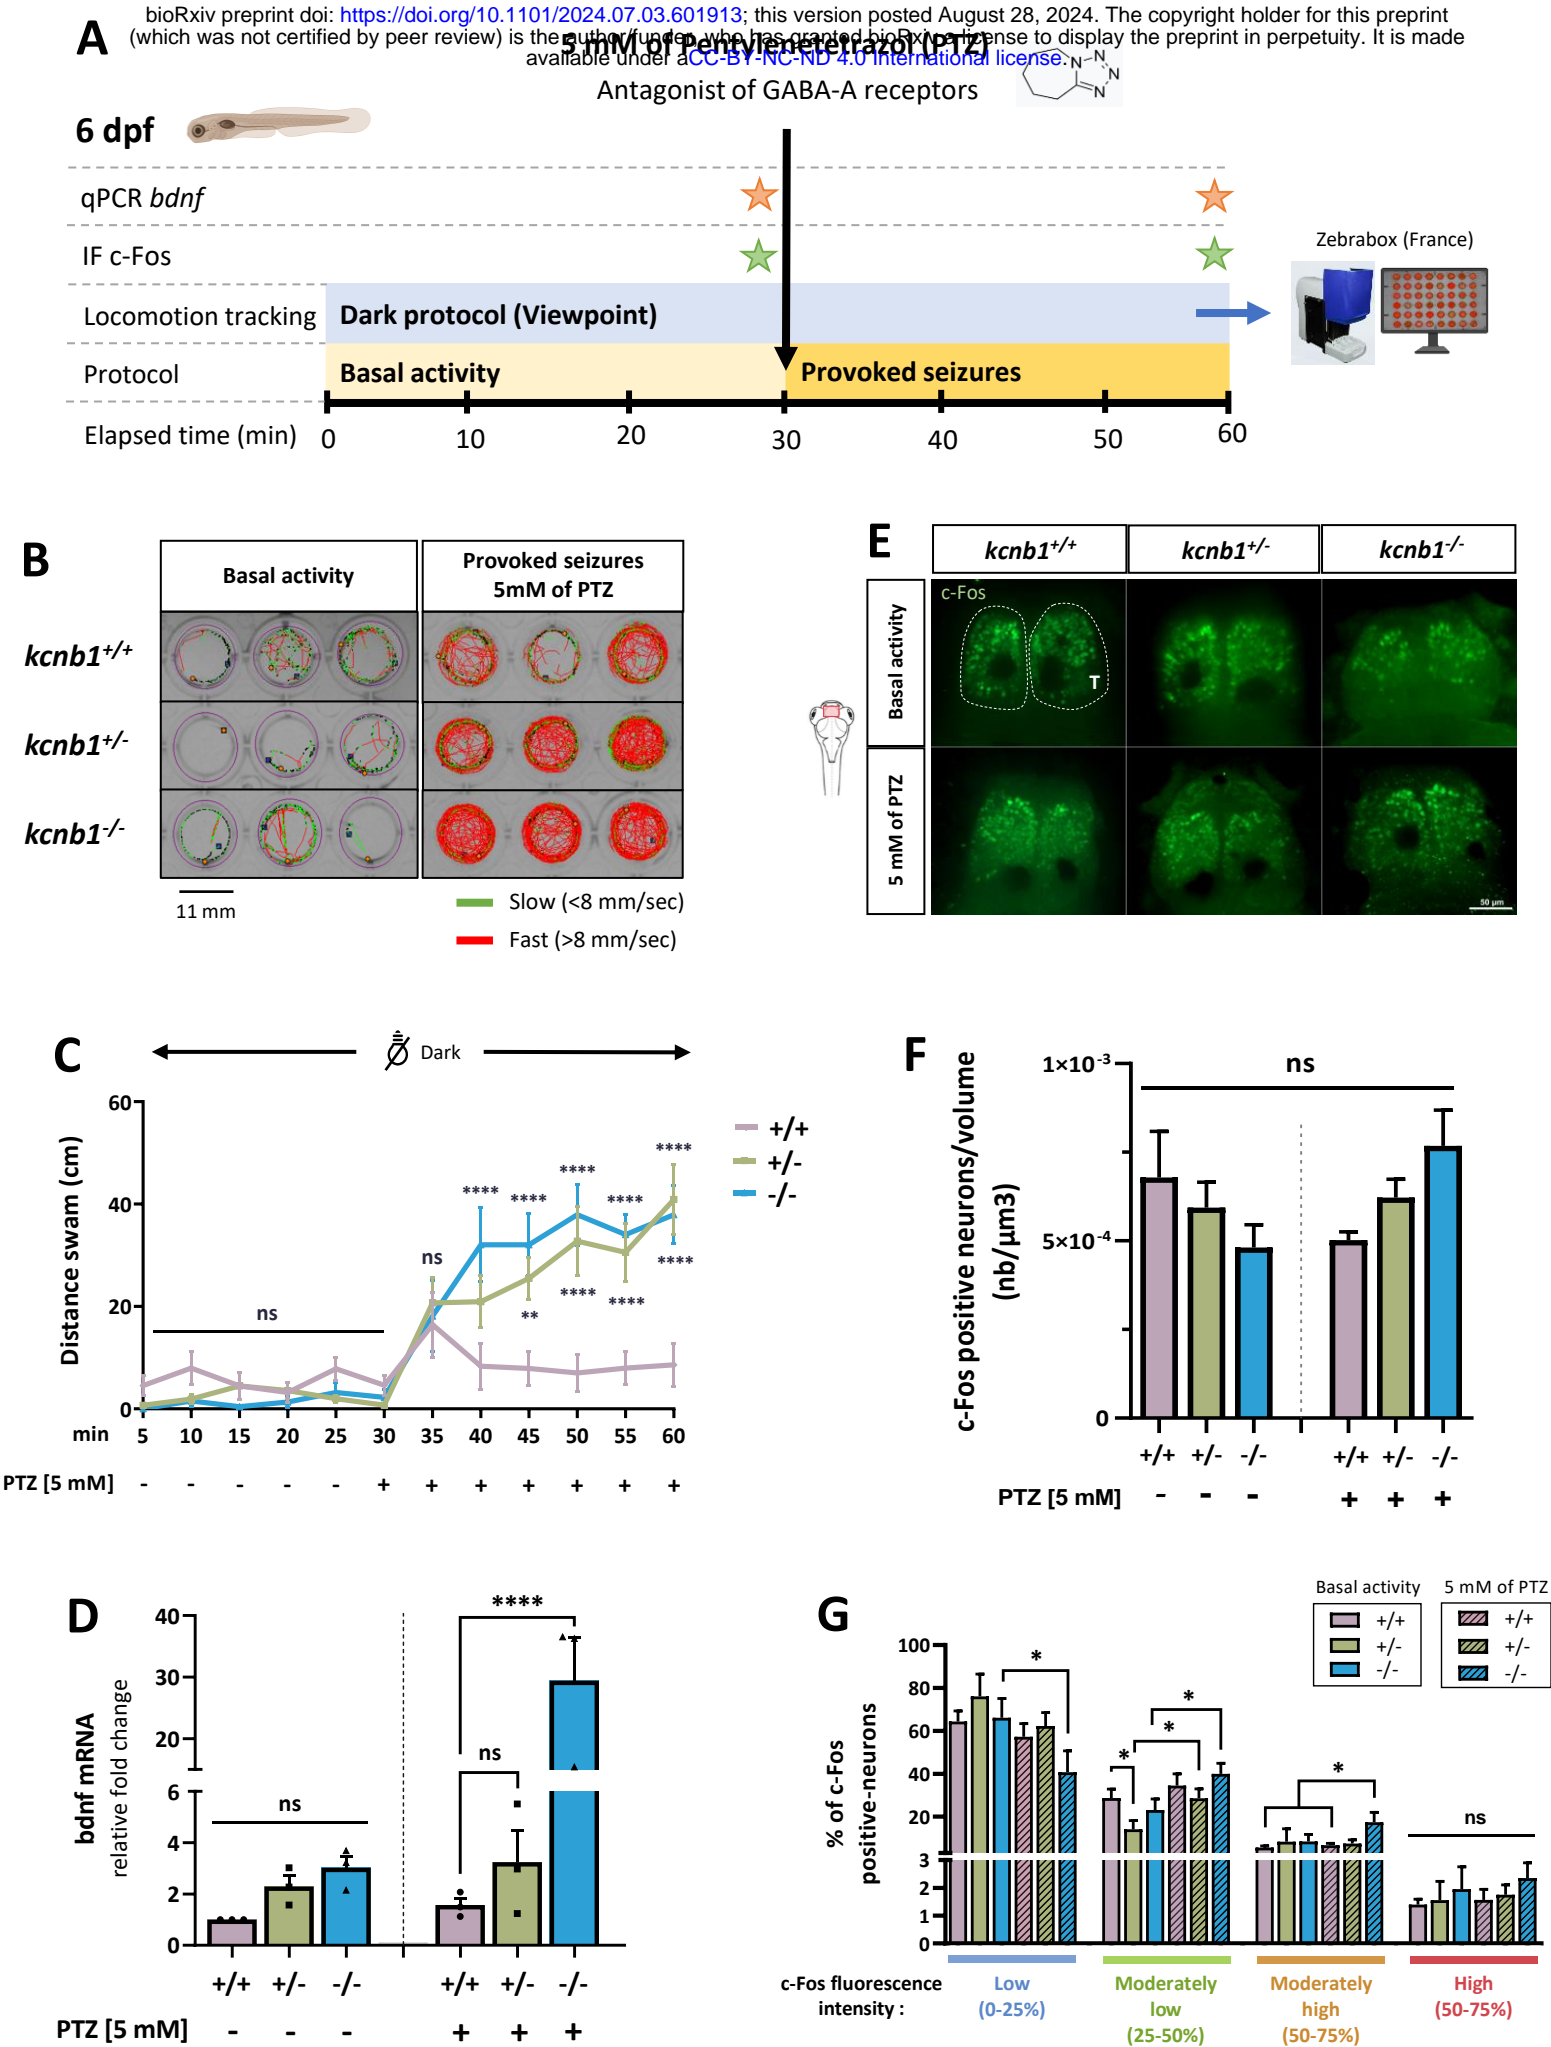 bioRxiv preprint doi: https://doi.org/10.1101/2024.07.03.601913; this version posted August 28, 2024. The copyright holder for this preprint
(which was not certified by peer review) is the author/funder, who has granted bioRxiv a license to display the preprint in perpetuity. It is made
available under aCC-BY-NC-ND 4.0 International license.
A
5 mM of Pentylenetetrazol (PTZ)
Antagonist of GABA-A receptors
N
N
N
N
6 dpf
qPCR bdnf
IF c-Fos
Zebrabox (France)
Locomotion tracking
Dark protocol (Viewpoint)
Protocol
Basal activity
Provoked seizures
Elapsed time (min)
0 10 20 30 40 50 60
B
Basal activity
Provoked seizures
5mM of PTZ
kcnb1+/+
kcnb1+/-
kcnb1-/-
11 mm
Slow (<8 mm/sec)
Fast (>8 mm/sec)
E
kcnb1+/+ kcnb1+/- kcnb1-/-
Basal activity
c-Fos
T
5 mM of PTZ
50 µm
C
Dark
Distance swam (cm)
60
40
20
0
ns
ns
**** **** **** **** ****
** **** **** ****
+/+
+/-
-/-
min 5 10 15 20 25 30 35 40 45 50 55 60
PTZ [5 mM] - - - - - + + + + + + +
F
c-Fos positive neurons/volume
(nb/µm3)
1×10-3
5×10-4
0
ns
+/+ +/- -/- +/+ +/- -/-
PTZ [5 mM] - - - + + +
D
bdnf mRNA
relative fold change
40
30
20
6
4
2
0
ns
ns
****
+/+ +/- -/- +/+ +/- -/-
PTZ [5 mM] - - - + + +
G
Basal activity 5 mM of PTZ
+/+ +/+
+/- +/-
-/- -/-
% of c-Fos
positive-neurons
100
80
60
40
20
3
2
1
0
*
*
*
*
*
ns
c-Fos fluorescence
intensity :
Low
(0-25%)
Moderately
low
(25-50%)
Moderately
high
(50-75%)
High
(50-75%)